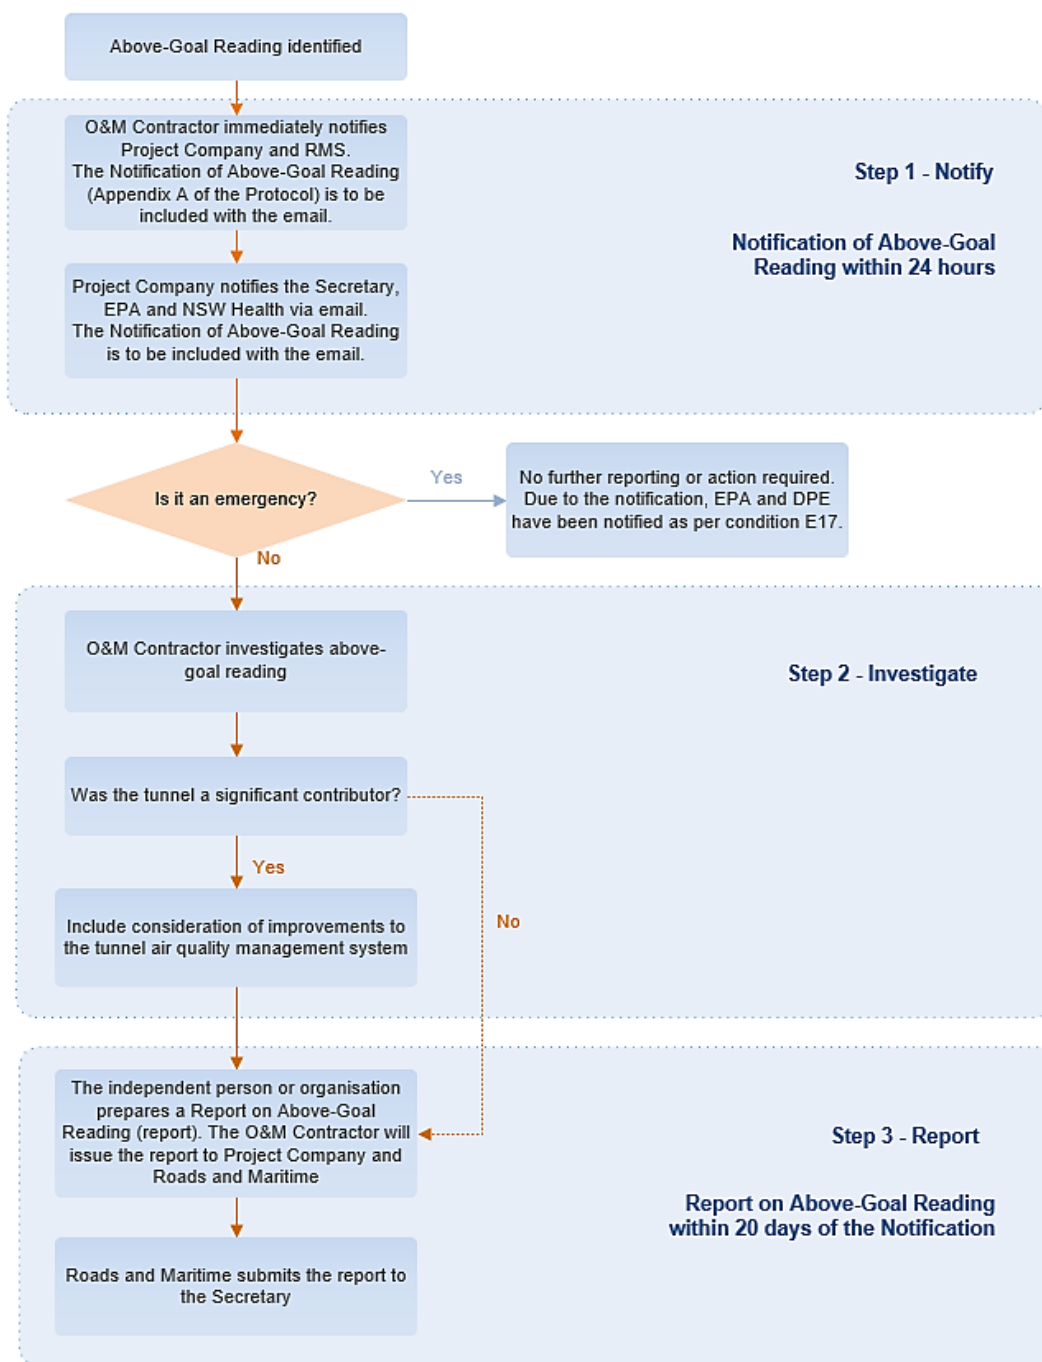 Above-Goal Reading identified
O&M Contractor immediately notifies
Project Company and RMS.
The Notification of Above-Goal Reading
(Appendix A of the Protocol) is to be
included with the email.
Step 1 - Notify
Notification of Above-Goal
Reading within 24 hours
Project Company notifies the Secretary,
EPA and NSW Health via email.
The Notification of Above-Goal Reading
is to be included with the email.
Is it an emergency?
Yes
No further reporting or action required.
Due to the notification, EPA and DPE
have been notified as per condition E17.
No
O&M Contractor investigates above-
goal reading
Step 2 - Investigate
Was the tunnel a significant contributor?
Yes
No
Include consideration of improvements to
the tunnel air quality management system
The independent person or organisation
prepares a Report on Above-Goal
Reading (report). The O&M Contractor will
issue the report to Project Company and
Roads and Maritime
Step 3 - Report
Report on Above-Goal Reading
within 20 days of the Notification
Roads and Maritime submits the report to
the Secretary